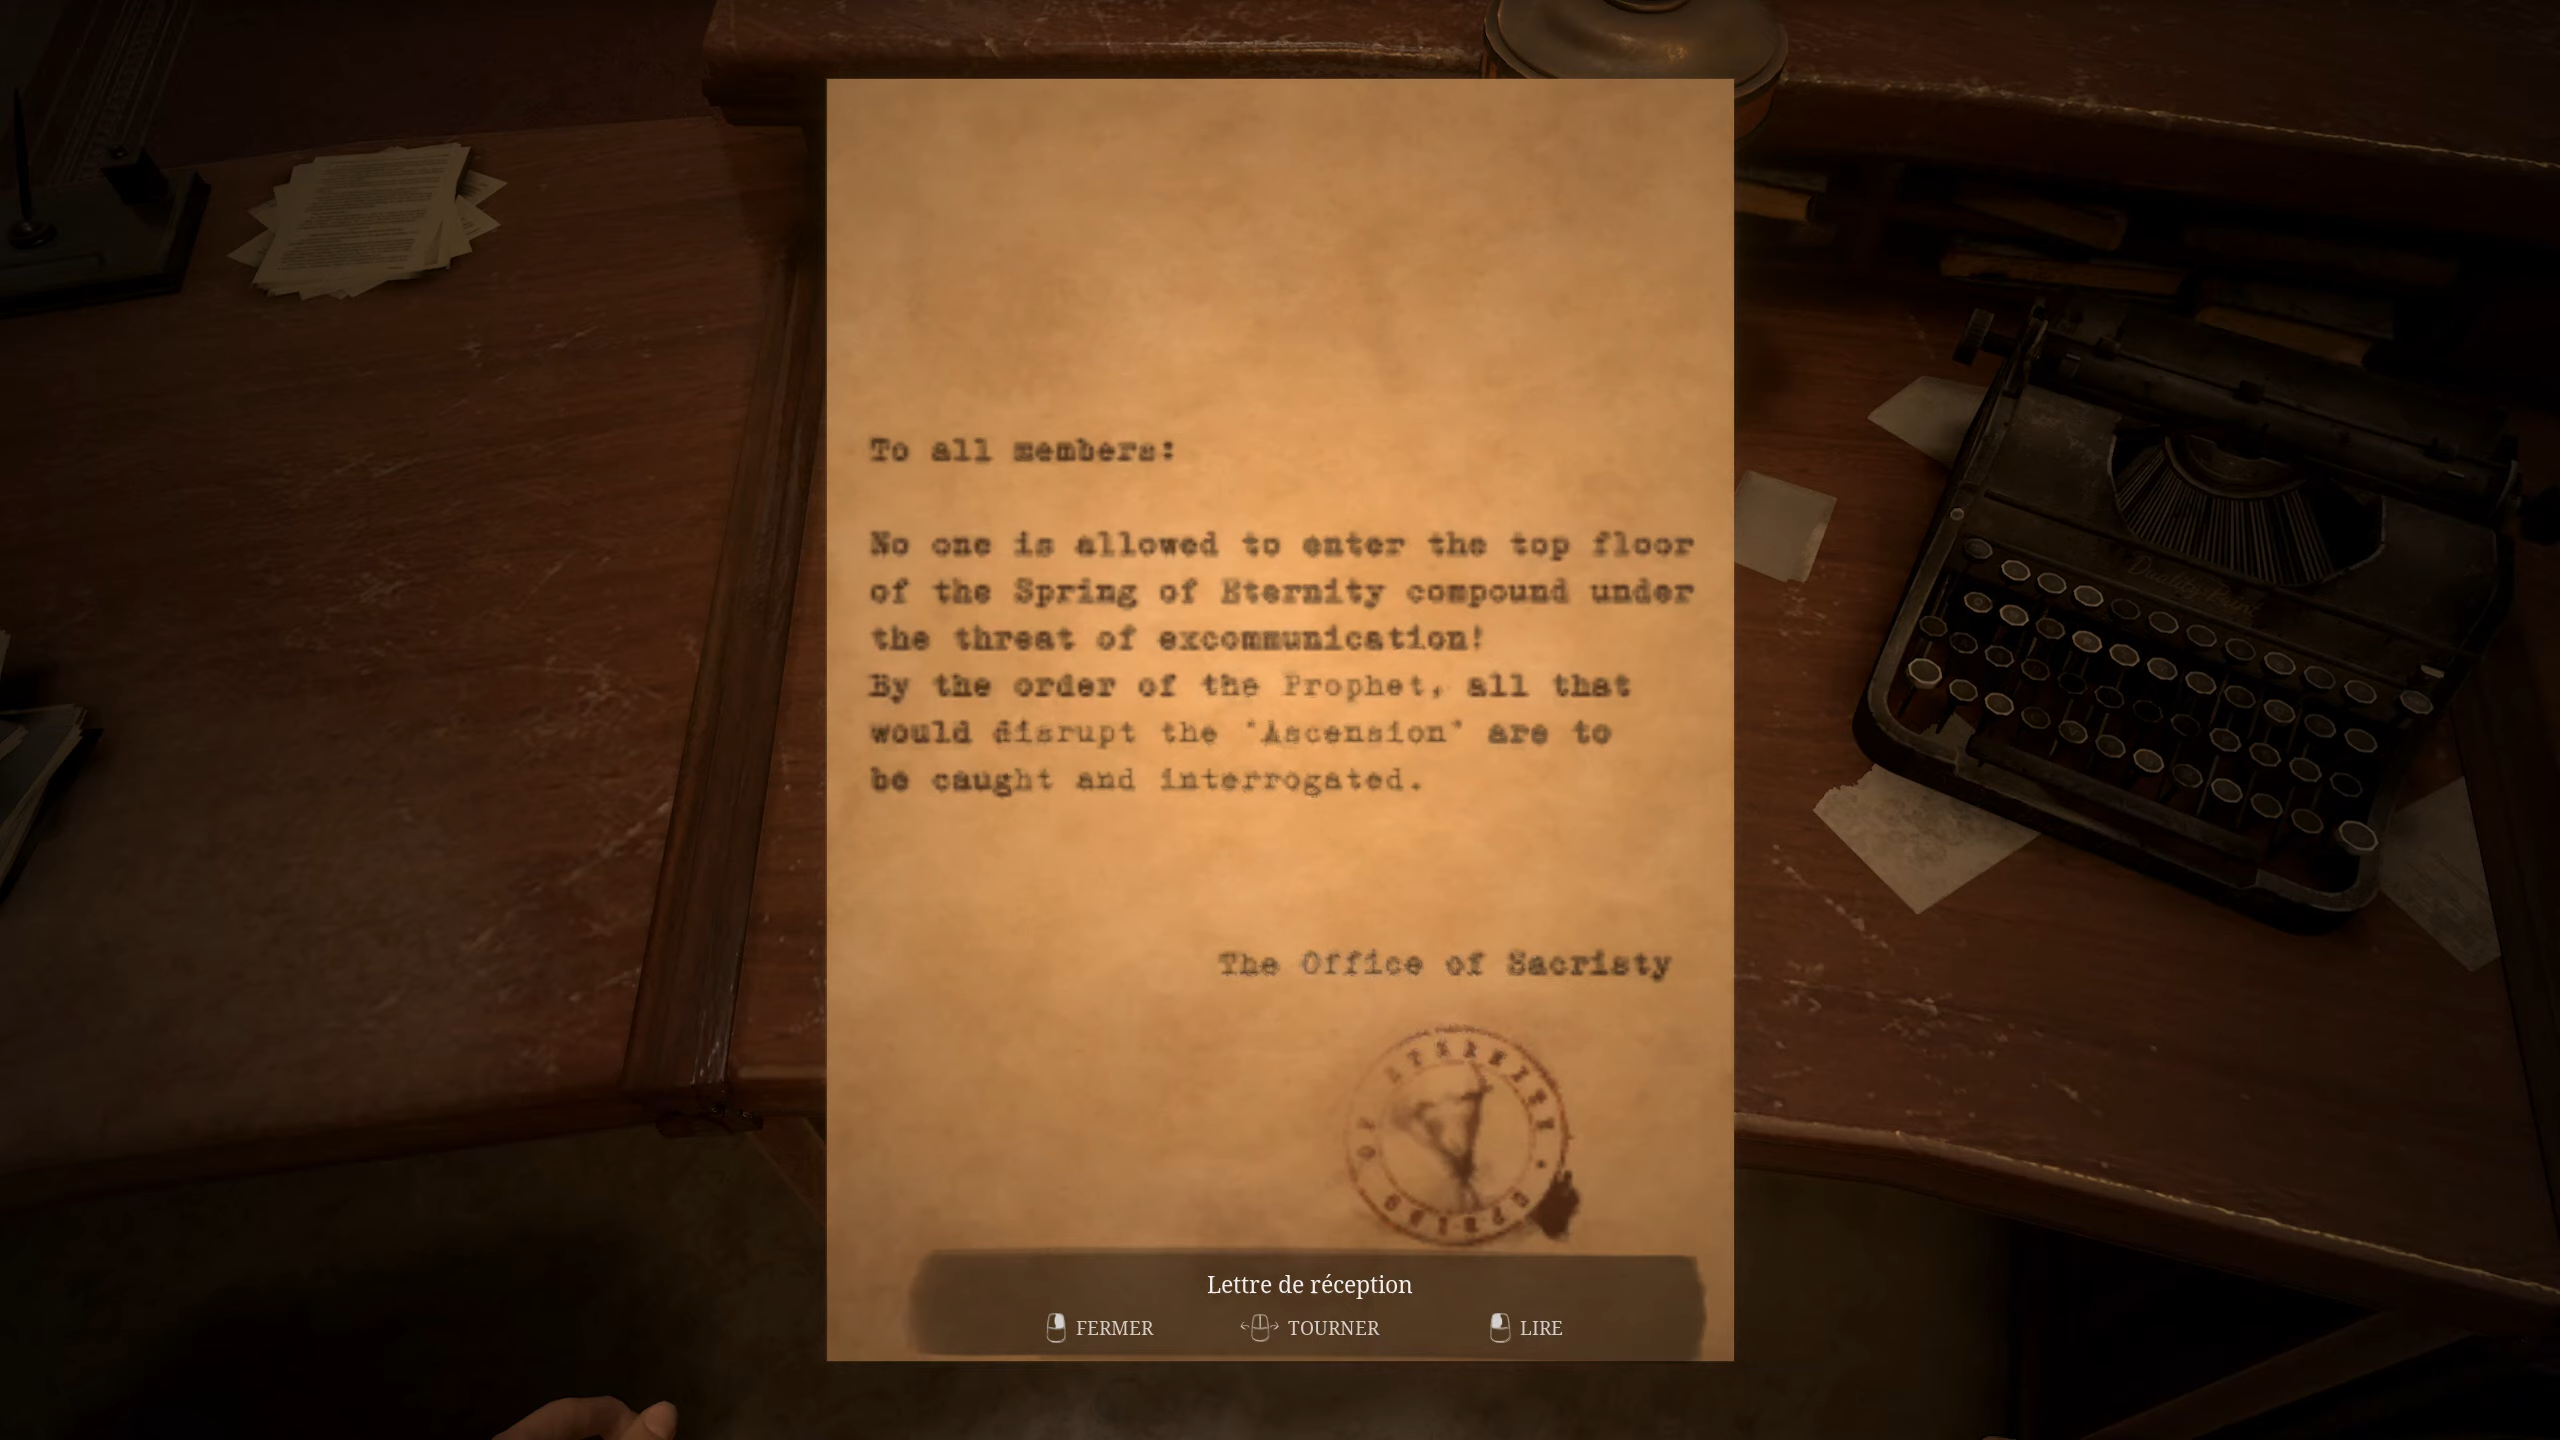 To all members:
No one is allowed to enter the top floor
of the Spring of Eternity compound under
the threat of excommunication!
By the order of the Prophet, all that
would disrupt the "Ascension" are to
be caught and interrogated.
The Office of Sacristy
Lettre de réception
FERMER
TOURNER
LIRE